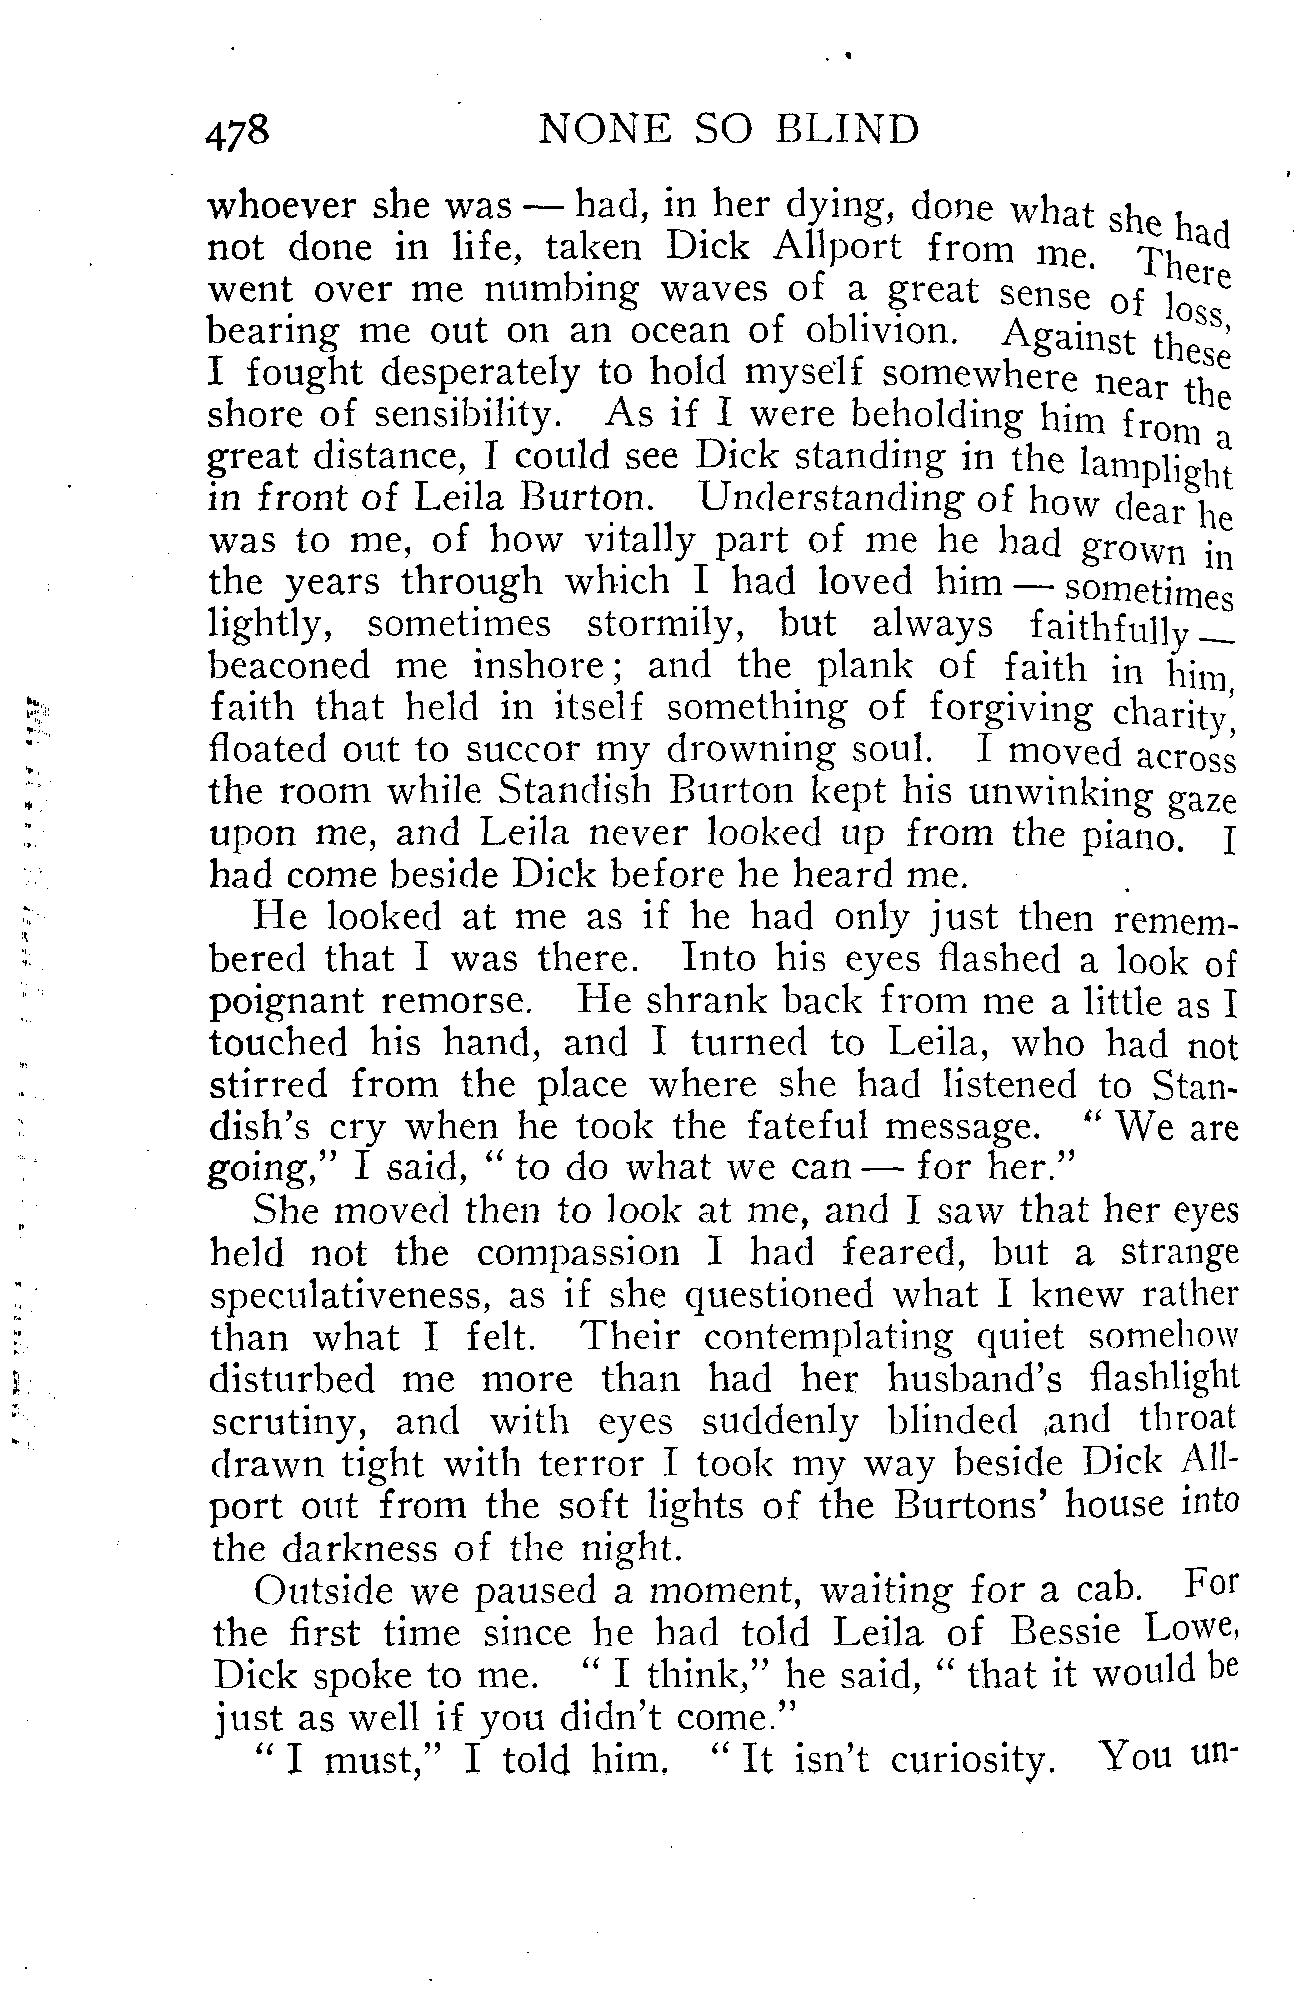 478 NONE SO BLIND
whoever she was — had, in her dying, done what she had
not done in life, taken Dick Allport from me. There
went over me numbing waves of a great sense of loss,
bearing me out on an ocean of oblivion. Against these
I fought desperately to hold myself somewhere near the
shore of sensibility. As if I were beholding him from a
great distance, I could see Dick standing in the lamplight
in front of Leila Burton. Understanding of how dear he
was to me, of how vitally part of me he had grown in
the years through which I had loved him — sometimes
lightly, sometimes stormily, but always faithfully —
beaconed me inshore; and the plank of faith in him,
faith that held in itself something of forgiving charity,
floated out to succor my drowning soul. I moved across
the room while Standish Burton kept his unwinking gaze
upon me, and Leila never looked up from the piano. I
had come beside Dick before he heard me.
He looked at me as if he had only just then remem-
bered that I was there. Into his eyes flashed a look of
poignant remorse. He shrank back from me a little as I
touched his hand, and I turned to Leila, who had not
stirred from the place where she had listened to Stan-
dish's cry when he took the fateful message. "We are
going," I said, "to do what we can — for her."
She moved then to look at me, and I saw that her eyes
held not the compassion I had feared, but a strange
speculativeness, as if she questioned what I knew rather
than what I felt. Their contemplating quiet somehow
disturbed me more than had her husband's flashlight
scrutiny, and with eyes suddenly blinded and throat
drawn tight with terror I took my way beside Dick All-
port out from the soft lights of the Burtons' house into
the darkness of the night.
Outside we paused a moment, waiting for a cab. For
the first time since he had told Leila of Bessie Lowe,
Dick spoke to me. "I think," he said, "that it would be
just as well if you didn't come."
"I must," I told him. "It isn't curiosity. You un-